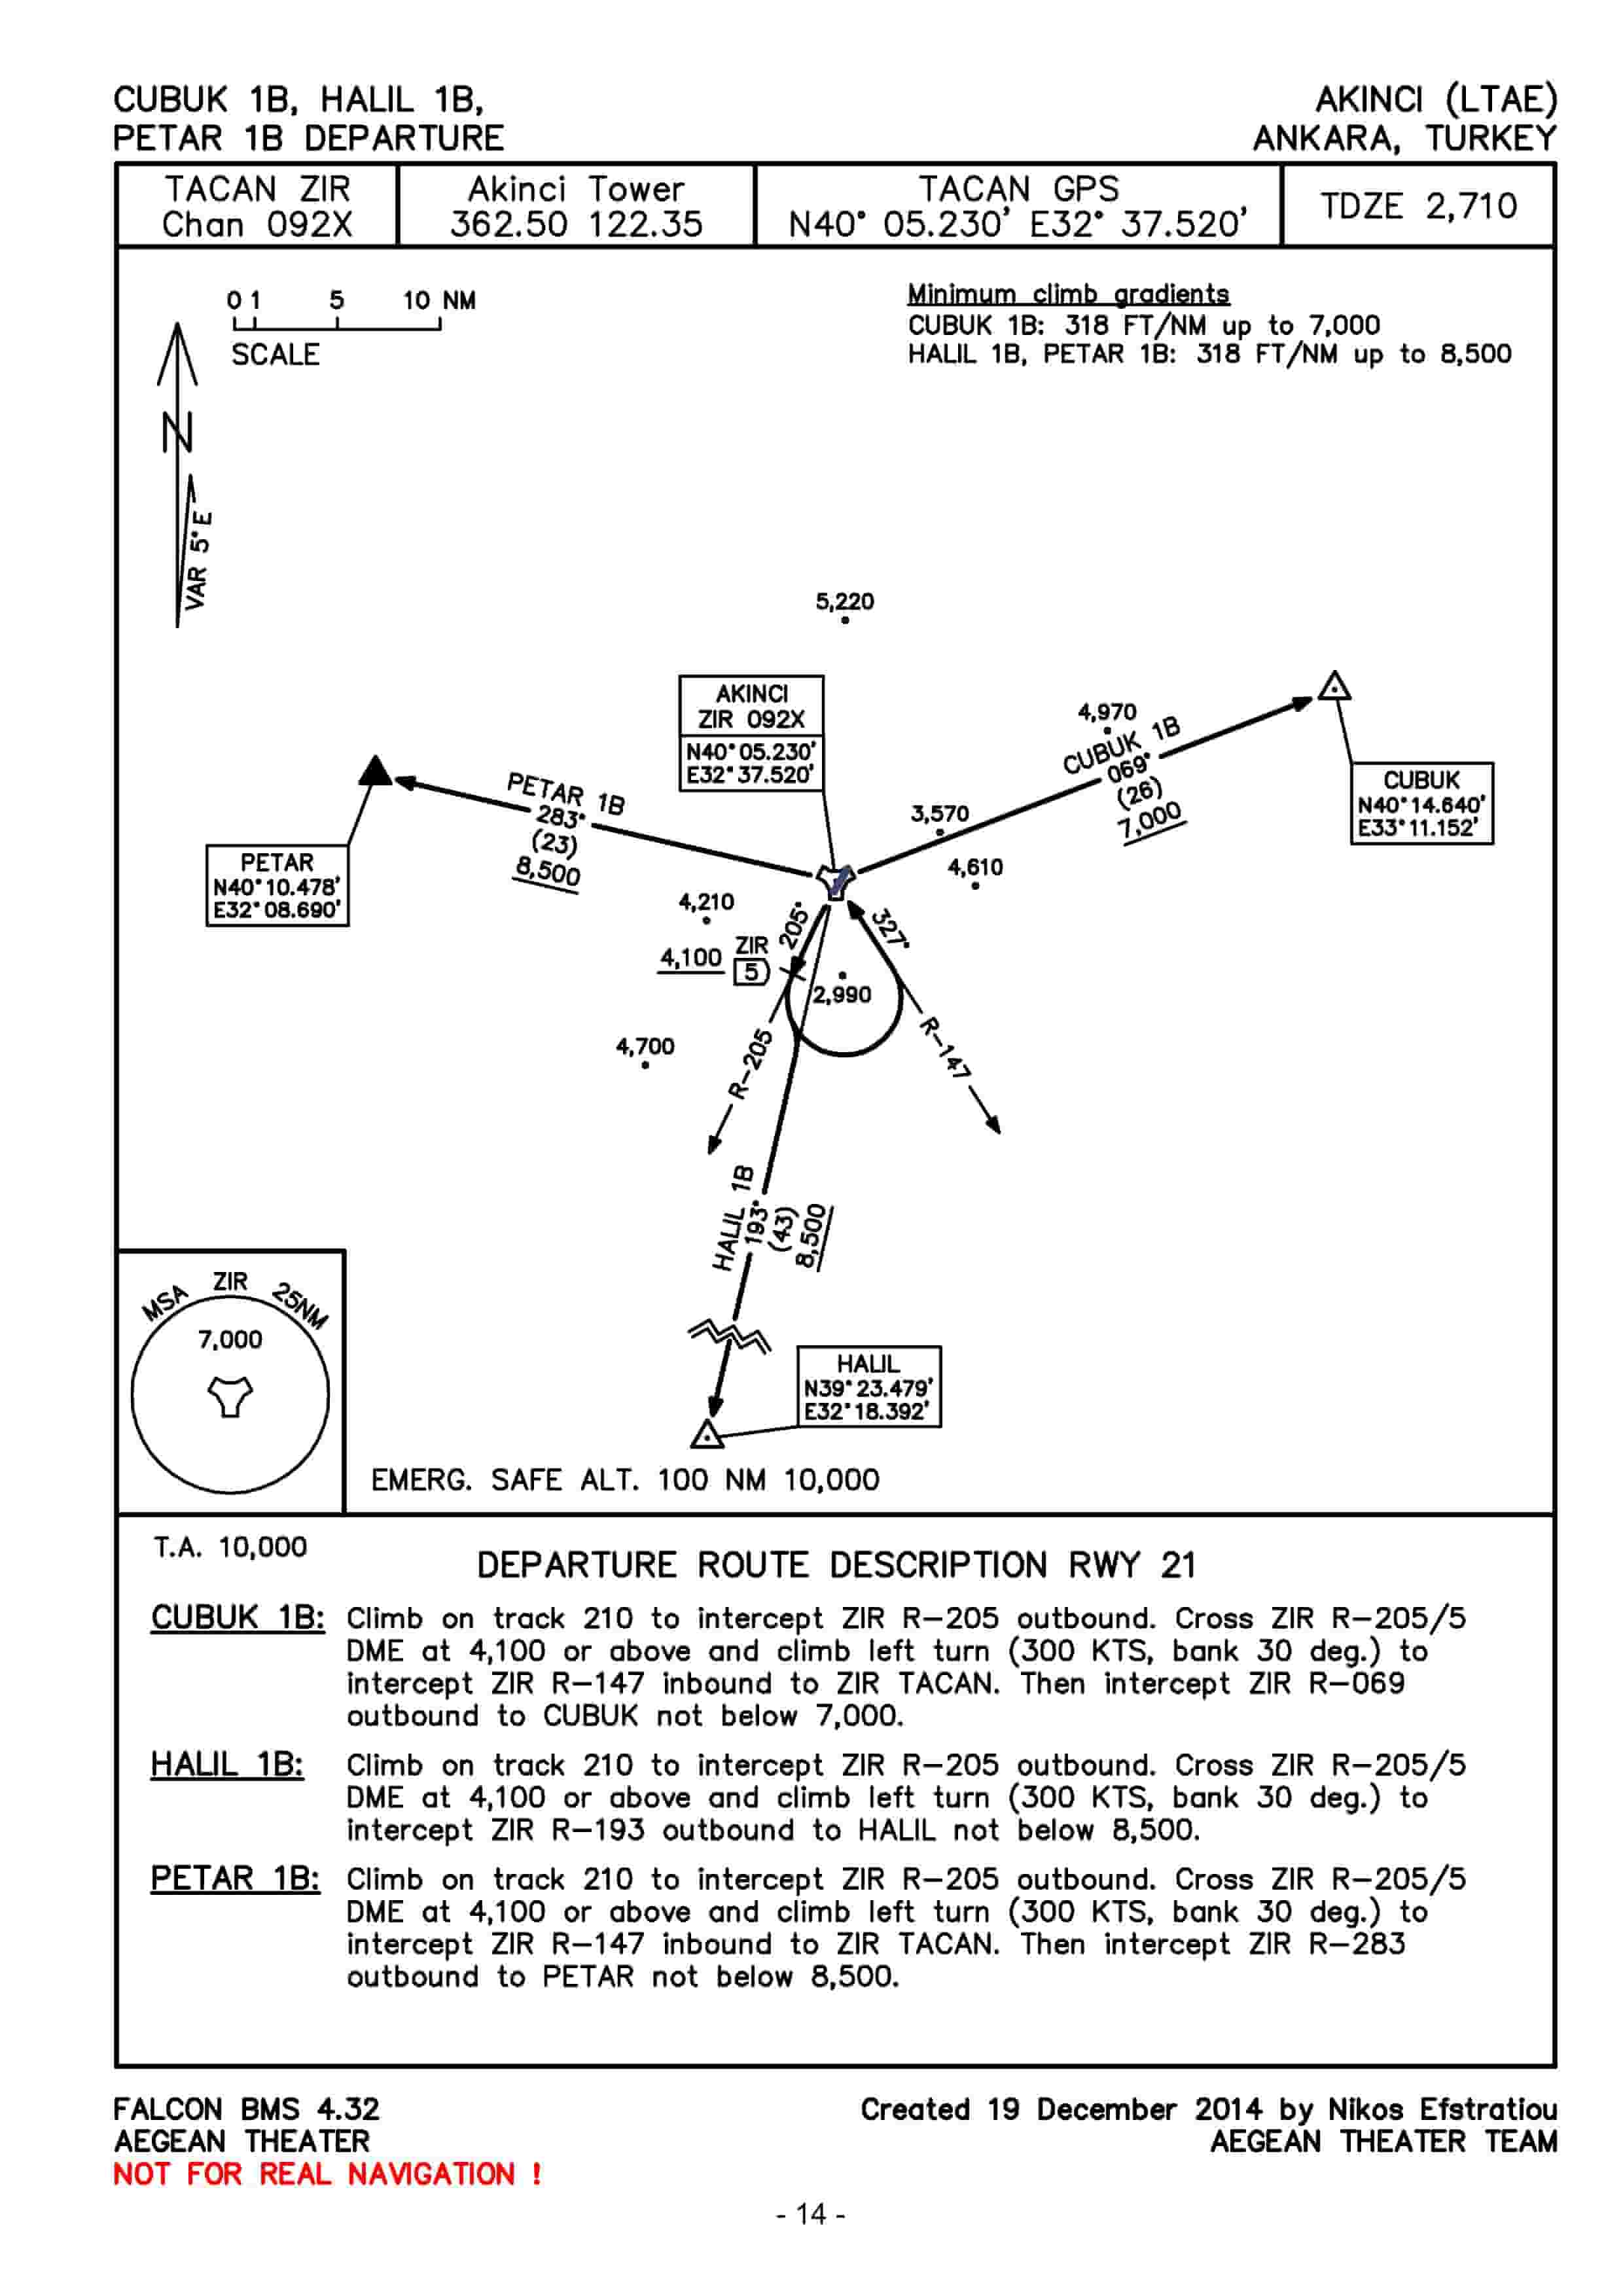 CUBUK 1B, HALIL 1B,
PETAR 1B DEPARTURE
AKINCI (LTAE)
ANKARA, TURKEY
TACAN ZIR
Chan 092X
Akinci Tower
362.50 122.35
TACAN GPS
N40° 05.230' E32° 37.520'
TDZE 2,710
0 1 5 10 NM
SCALE
N
VAR 5°E
Minimum climb gradients
CUBUK 1B: 318 FT/NM up to 7,000
HALIL 1B, PETAR 1B: 318 FT/NM up to 8,500
5,220
AKINCI
ZIR 092X
N40°05.230'
E32°37.520'
4,970
CUBUK 1B
069°
(26)
7,000
CUBUK
N40°14.640'
E33°11.152'
PETAR 1B
283°
(23)
8,500
PETAR
N40°10.478'
E32°08.690'
3,570
4,610
4,210
205°
327°
4,100
ZIR
5
2,990
R-205
R-147
4,700
HALIL 1B
193°
(43)
8,500
HALIL
N39°23.479'
E32°18.392'
MSA ZIR 25NM
7,000
EMERG. SAFE ALT. 100 NM 10,000
T.A. 10,000
DEPARTURE ROUTE DESCRIPTION RWY 21
CUBUK 1B: Climb on track 210 to intercept ZIR R-205 outbound. Cross ZIR R-205/5
DME at 4,100 or above and climb left turn (300 KTS, bank 30 deg.) to
intercept ZIR R-147 inbound to ZIR TACAN. Then intercept ZIR R-069
outbound to CUBUK not below 7,000.
HALIL 1B: Climb on track 210 to intercept ZIR R-205 outbound. Cross ZIR R-205/5
DME at 4,100 or above and climb left turn (300 KTS, bank 30 deg.) to
intercept ZIR R-193 outbound to HALIL not below 8,500.
PETAR 1B: Climb on track 210 to intercept ZIR R-205 outbound. Cross ZIR R-205/5
DME at 4,100 or above and climb left turn (300 KTS, bank 30 deg.) to
intercept ZIR R-147 inbound to ZIR TACAN. Then intercept ZIR R-283
outbound to PETAR not below 8,500.
FALCON BMS 4.32
AEGEAN THEATER
NOT FOR REAL NAVIGATION !
Created 19 December 2014 by Nikos Efstratiou
AEGEAN THEATER TEAM
- 14 -